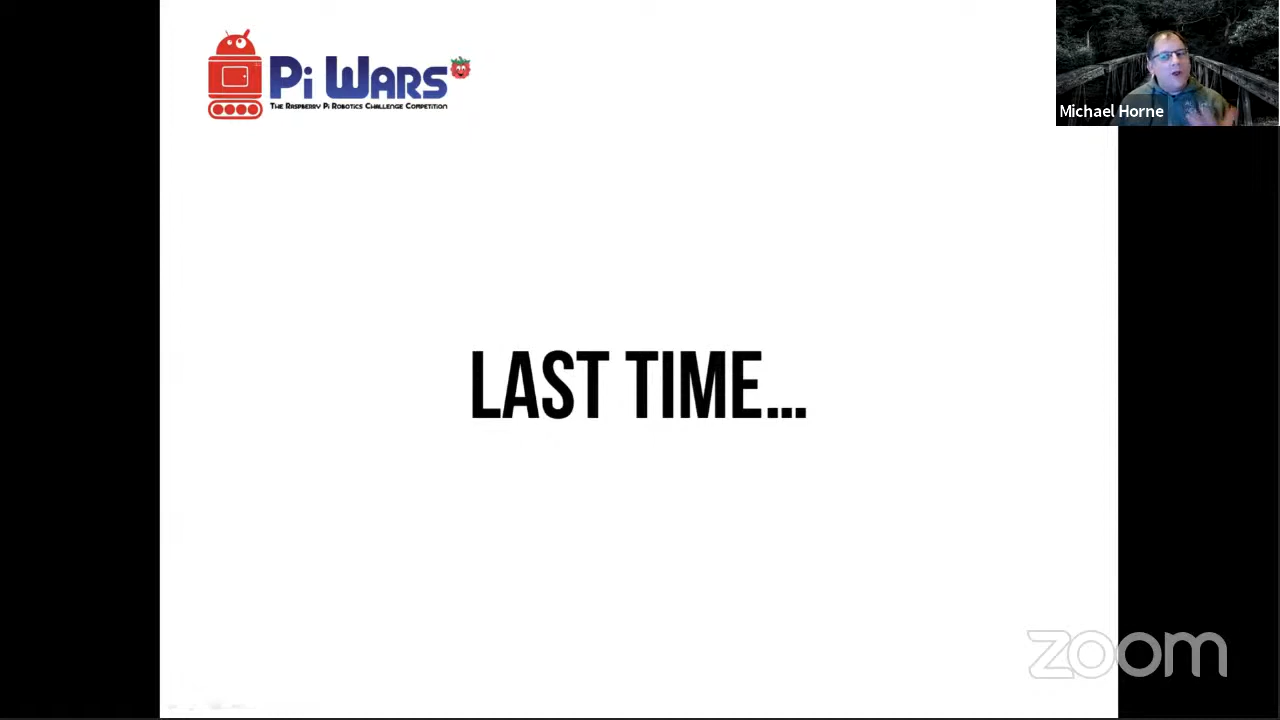 Pi Wars
The Raspberry Pi Robotics Challenge Competition
Michael Horne
LAST TIME...
zoom